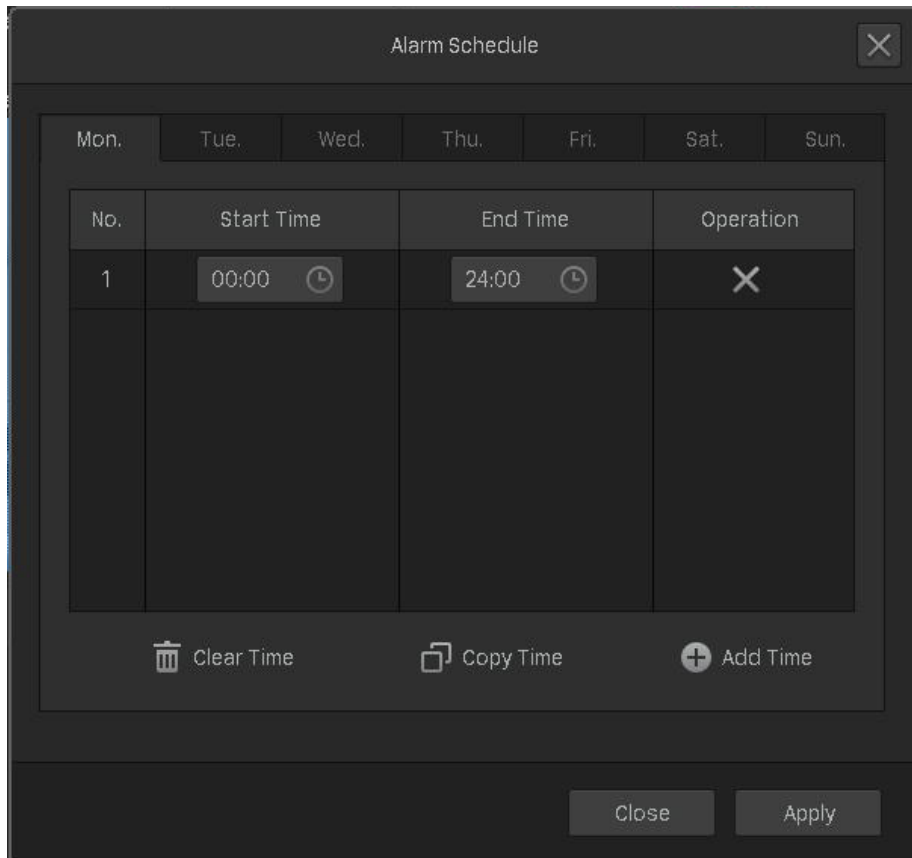 Alarm Schedule
Mon. Tue. Wed. Thu. Fri. Sat. Sun.
No. Start Time End Time Operation
1 00:00 24:00
Clear Time Copy Time Add Time
Close Apply